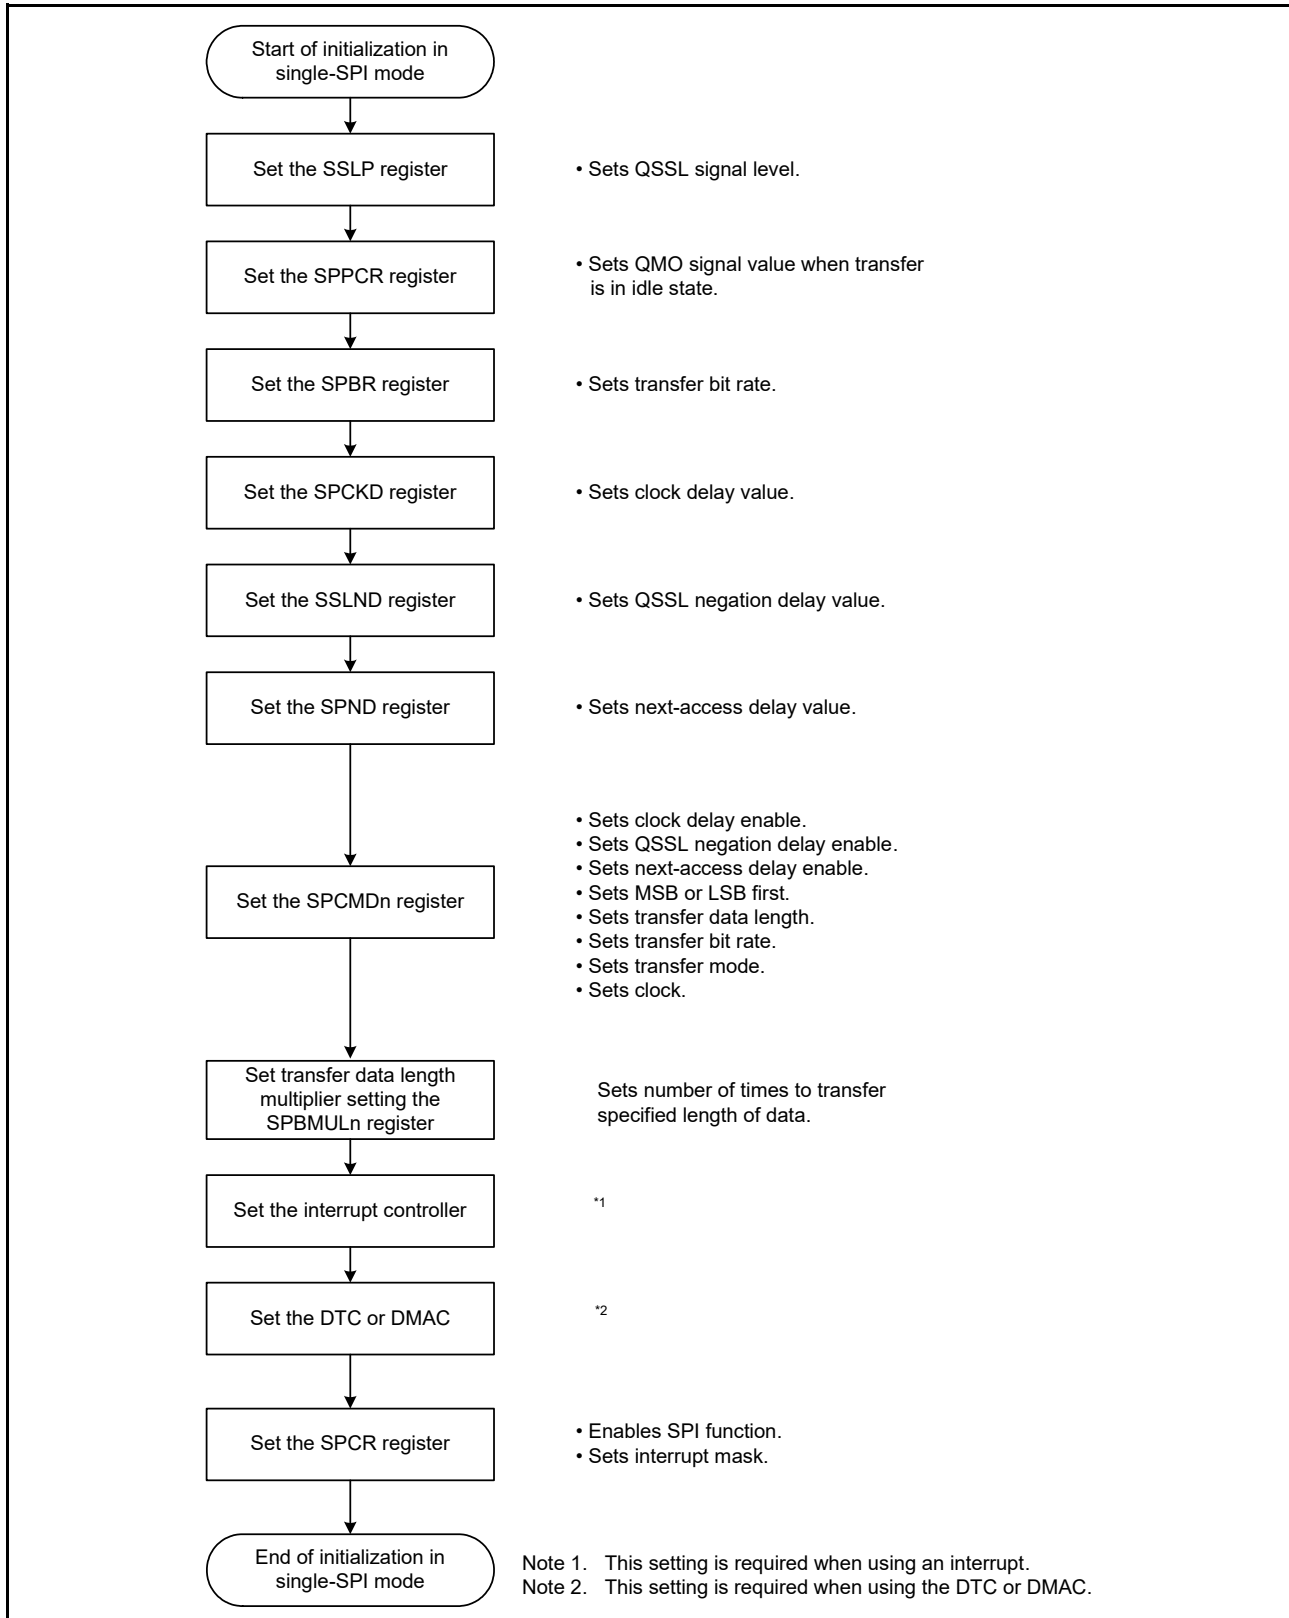 Start of initialization in
single-SPI mode
Set the SSLP register
• Sets QSSL signal level.
Set the SPPCR register
• Sets QMO signal value when transfer
is in idle state.
Set the SPBR register
• Sets transfer bit rate.
Set the SPCKD register
• Sets clock delay value.
Set the SSLND register
• Sets QSSL negation delay value.
Set the SPND register
• Sets next-access delay value.
Set the SPCMDn register
• Sets clock delay enable.
• Sets QSSL negation delay enable.
• Sets next-access delay enable.
• Sets MSB or LSB first.
• Sets transfer data length.
• Sets transfer bit rate.
• Sets transfer mode.
• Sets clock.
Set transfer data length
multiplier setting the
SPBMULn register
Sets number of times to transfer
specified length of data.
Set the interrupt controller
*1
Set the DTC or DMAC
*2
Set the SPCR register
• Enables SPI function.
• Sets interrupt mask.
End of initialization in
single-SPI mode
Note 1. This setting is required when using an interrupt.
Note 2. This setting is required when using the DTC or DMAC.